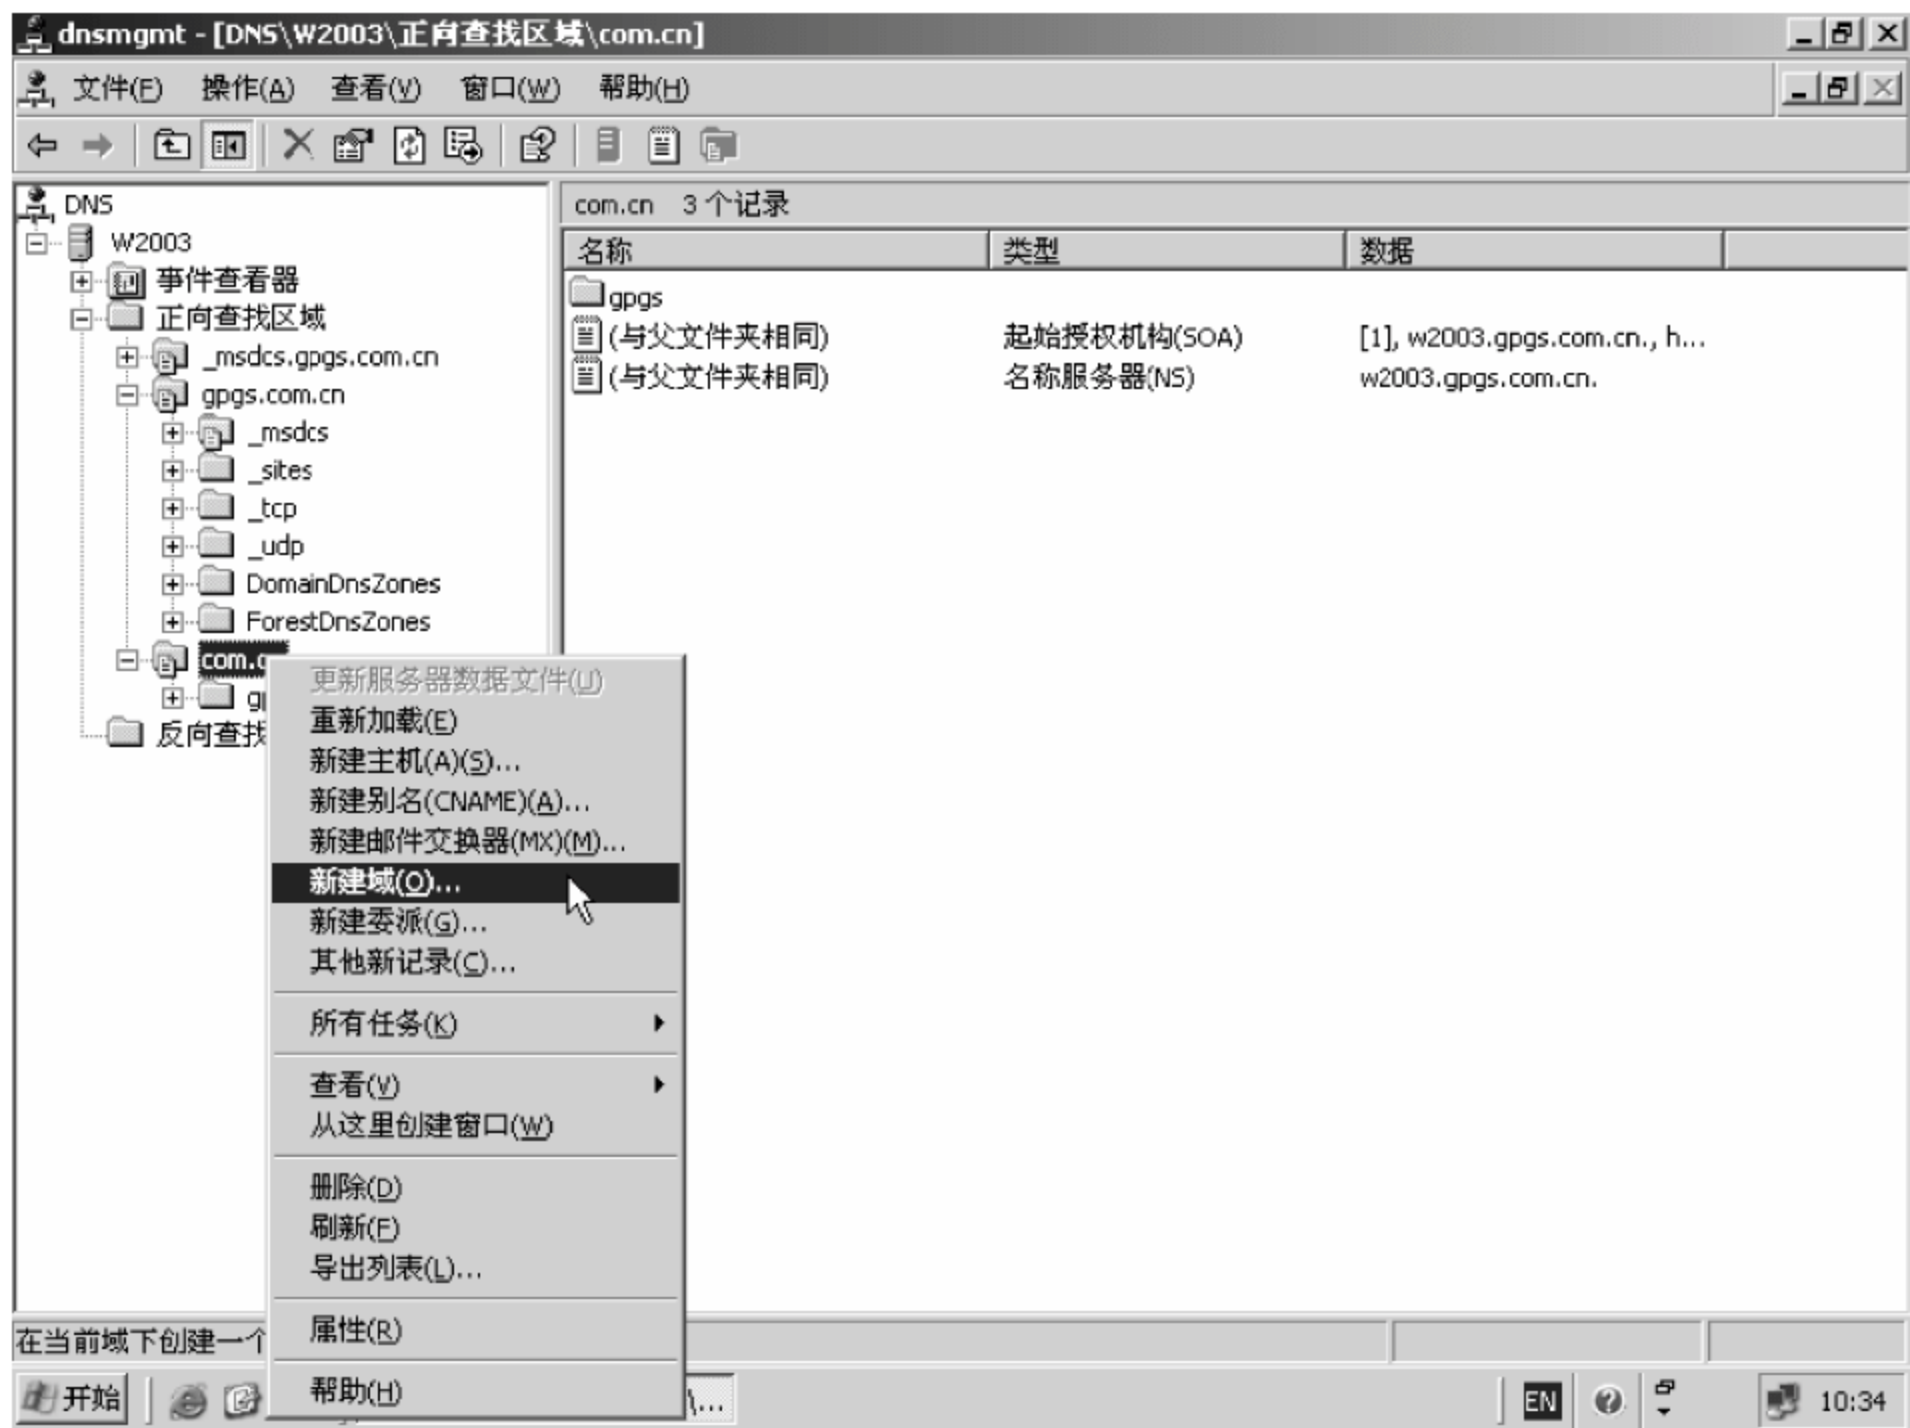 dnsmgmt - [DNS\W2003\正向查找区域\com.cn]
文件(F) 操作(A) 查看(V) 窗口(W) 帮助(H)
DNS
W2003
事件查看器
正向查找区域
_msdcs.gpgs.com.cn
gpgs.com.cn
_msdcs
_sites
_tcp
_udp
DomainDnsZones
ForestDnsZones
com.c
反向查找
com.cn 3 个记录
名称 类型 数据
gpgs
(与父文件夹相同) 起始授权机构(SOA) [1], w2003.gpgs.com.cn., h...
(与父文件夹相同) 名称服务器(NS) w2003.gpgs.com.cn.
更新服务器数据文件(U)
重新加载(E)
新建主机(A)(S)...
新建别名(CNAME)(A)...
新建邮件交换器(MX)(M)...
新建域(O)...
新建委派(G)...
其他新记录(C)...
所有任务(K)
查看(V)
从这里创建窗口(W)
删除(D)
刷新(F)
导出列表(L)...
属性(R)
帮助(H)
在当前域下创建一个
开始 \... EN 10:34